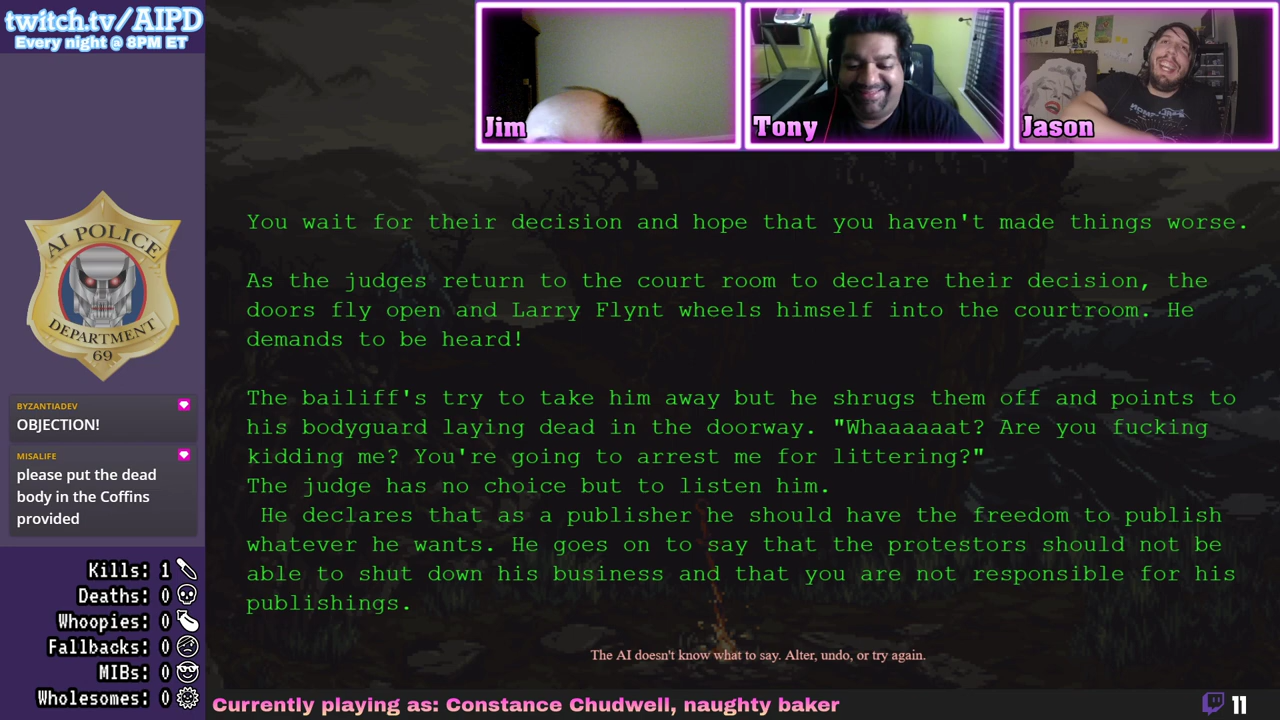 twitch.tv/AIPD
Every night @ 8PM ET
Jim
Tony
Jason
AI POLICE
DEPARTMENT
69
You wait for their decision and hope that you haven't made things worse.
As the judges return to the court room to declare their decision, the
doors fly open and Larry Flynt wheels himself into the courtroom. He
demands to be heard!
The bailiff's try to take him away but he shrugs them off and points to
his bodyguard laying dead in the doorway. "Whaaaaaat? Are you fucking
kidding me? You're going to arrest me for littering?"
The judge has no choice but to listen him.
He declares that as a publisher he should have the freedom to publish
whatever he wants. He goes on to say that the protestors should not be
able to shut down his business and that you are not responsible for his
publishings.
The AI doesn't know what to say. Alter, undo, or try again.
BYZANTIADEV
OBJECTION!
MISALIFE
please put the dead
body in the Coffins
provided
Kills: 1
Deaths: 0
Whoopies: 0
Fallbacks: 0
MIBs: 0
Wholesomes: 0
Currently playing as: Constance Chudwell, naughty baker
11